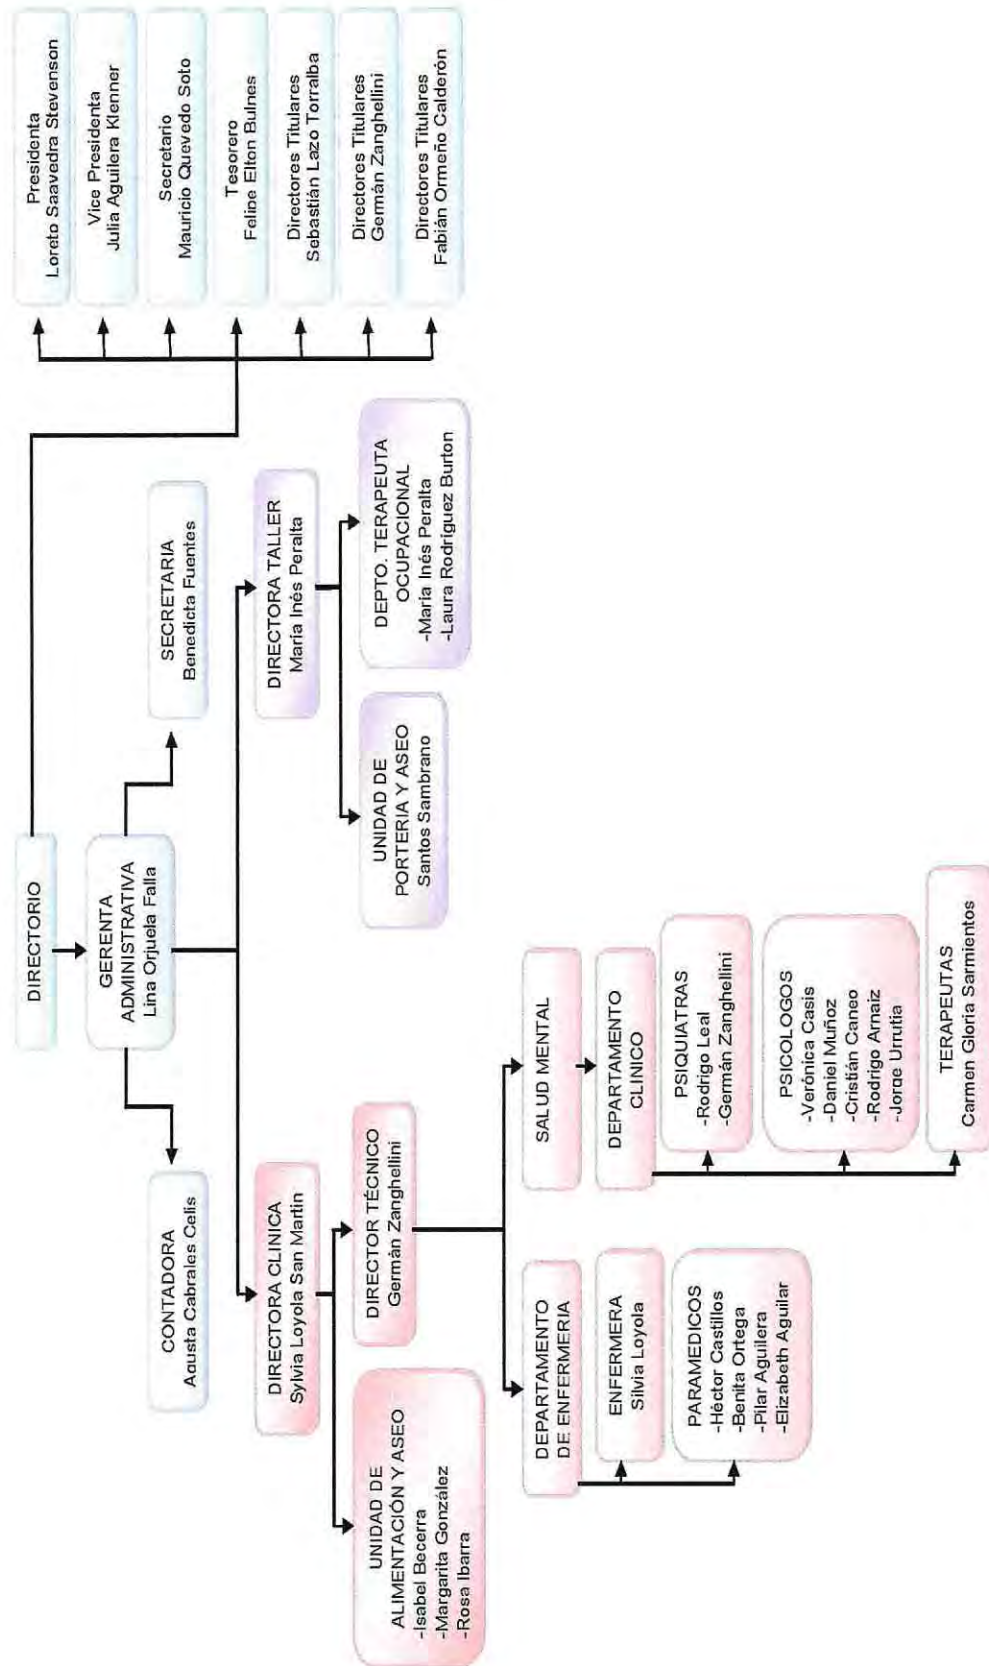 DIRECTORIO
GERENTA
ADMINISTRATIVA
Lina Orjuela Falla
CONTADORA
Agusta Cabrales Celis
SECRETARIA
Benedicta Fuentes
Presidenta
Loreto Saavedra Stevenson
Vice Presidenta
Julia Aguilera Klenner
Secretario
Mauricio Quevedo Soto
Tesorero
Felipe Elton Bulnes
Directores Titulares
Sebastián Lazo Torralba
Directores Titulares
Germán Zanghellini
Directores Titulares
Fabián Ormeño Calderón
DIRECTORA CLINICA
Sylvia Loyola San Martin
DIRECTORA TALLER
María Inés Peralta
UNIDAD DE
ALIMENTACIÓN Y ASEO
-Isabel Becerra
-Margarita González
-Rosa Ibarra
DIRECTOR TÉCNICO
Germán Zanghellini
UNIDAD DE
PORTERIA Y ASEO
Santos Sambrano
DEPTO. TERAPEUTA
OCUPACIONAL
-María Inés Peralta
-Laura Rodríguez Burton
DEPARTAMENTO
DE ENFERMERIA
ENFERMERA
Silvia Loyola
PARAMEDICOS
-Héctor Castillos
-Benita Ortega
-Pilar Aguilera
-Elizabeth Aguilar
SALUD MENTAL
DEPARTAMENTO
CLINICO
PSIQUIATRAS
-Rodrigo Leal
-Germán Zanghellini
PSICOLOGOS
-Verónica Casis
-Daniel Muñoz
-Cristián Caneo
-Rodrigo Arnaiz
-Jorge Urrutia
TERAPEUTAS
Carmen Gloria Sarmientos